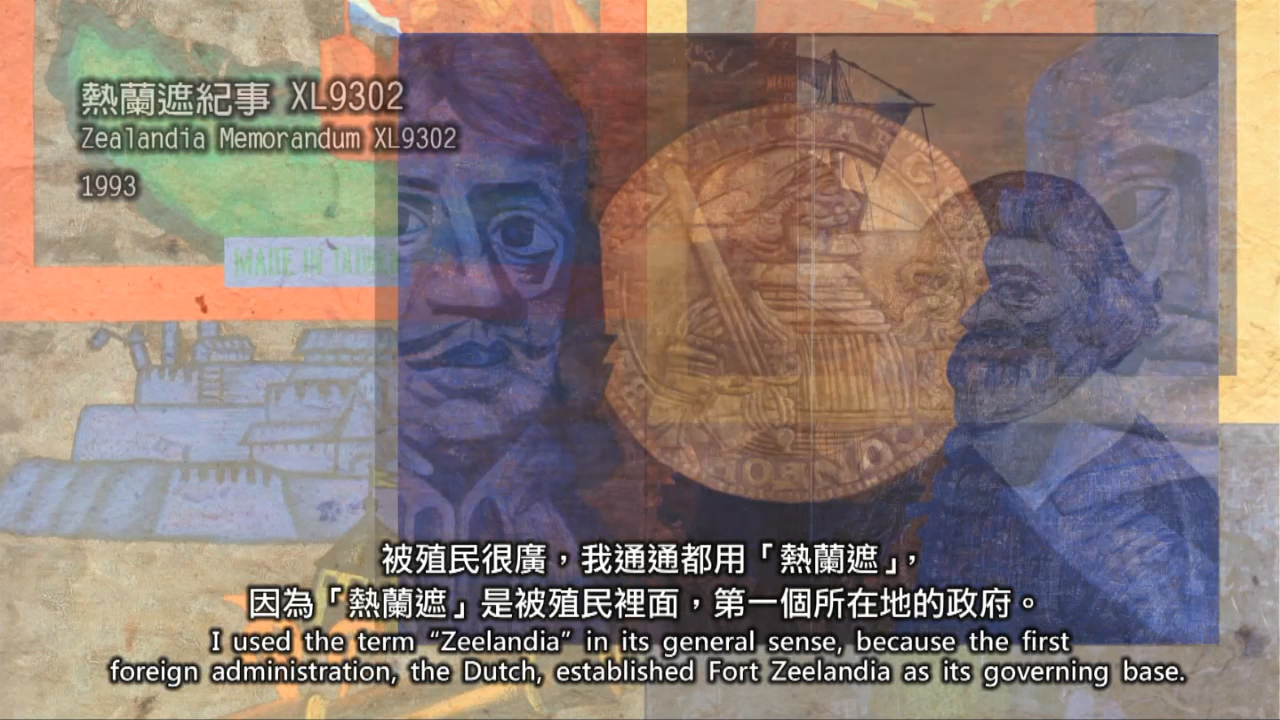 熱蘭遮紀事 XL9302
Zealandia Memorandum XL9302
1993
MADE IN TAIWAN
被殖民很廣，我通通都用「熱蘭遮」，
因為「熱蘭遮」是被殖民裡面，第一個所在地的政府。
I used the term “Zeelandia” in its general sense, because the first
foreign administration, the Dutch, established Fort Zeelandia as its governing base.